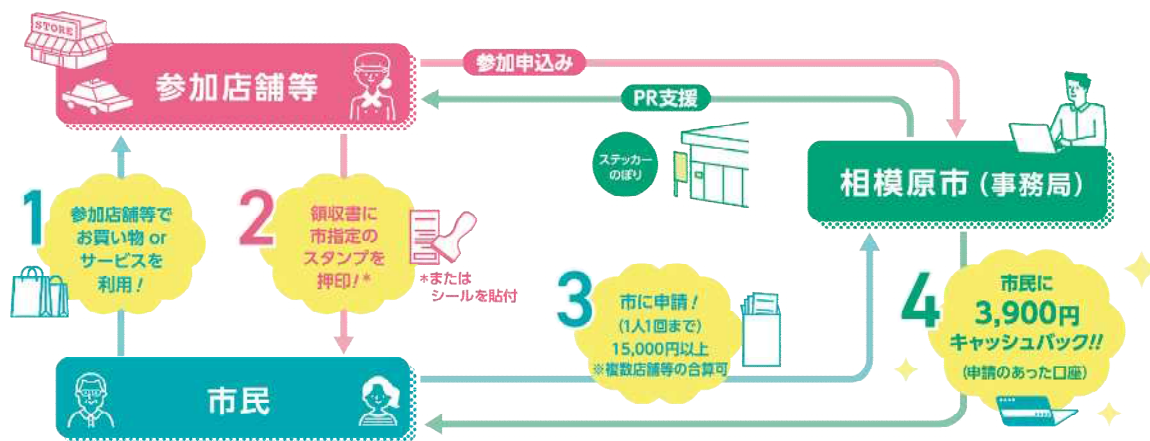 STORE
参加店舗等
参加申込み
PR支援
ステッカー
のぼり
相模原市（事務局）
1
参加店舗等で
お買い物 or
サービスを
利用！
2
領収書に
市指定の
スタンプを
押印！*
*または
シールを貼付
3
市に申請！
(1人1回まで)
15,000円以上
※複数店舗等の合算可
4
市民に
3,900円
キャッシュバック!!
(申請のあった口座)
市民